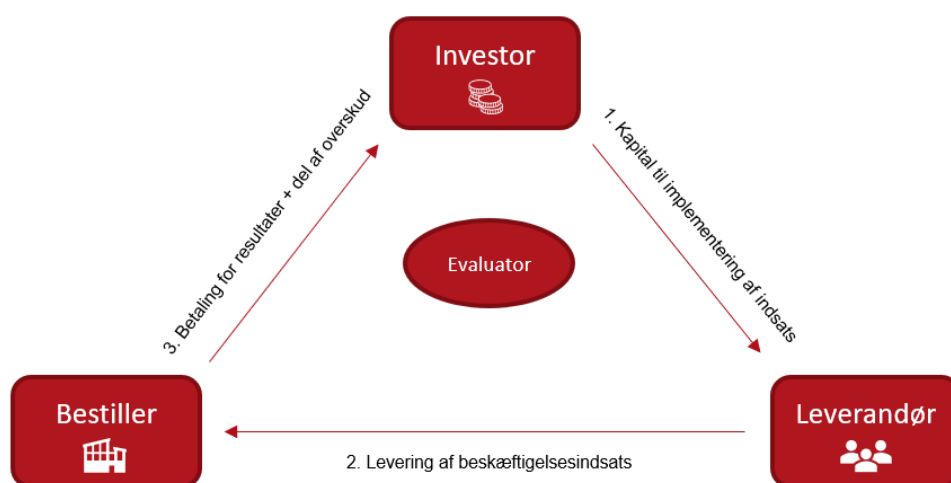 Investor
1. Kapital til implementering af indsats
3. Betaling for resultater + del af overskud
Evaluator
Bestiller
Leverandør
2. Levering af beskæftigelsesindsats